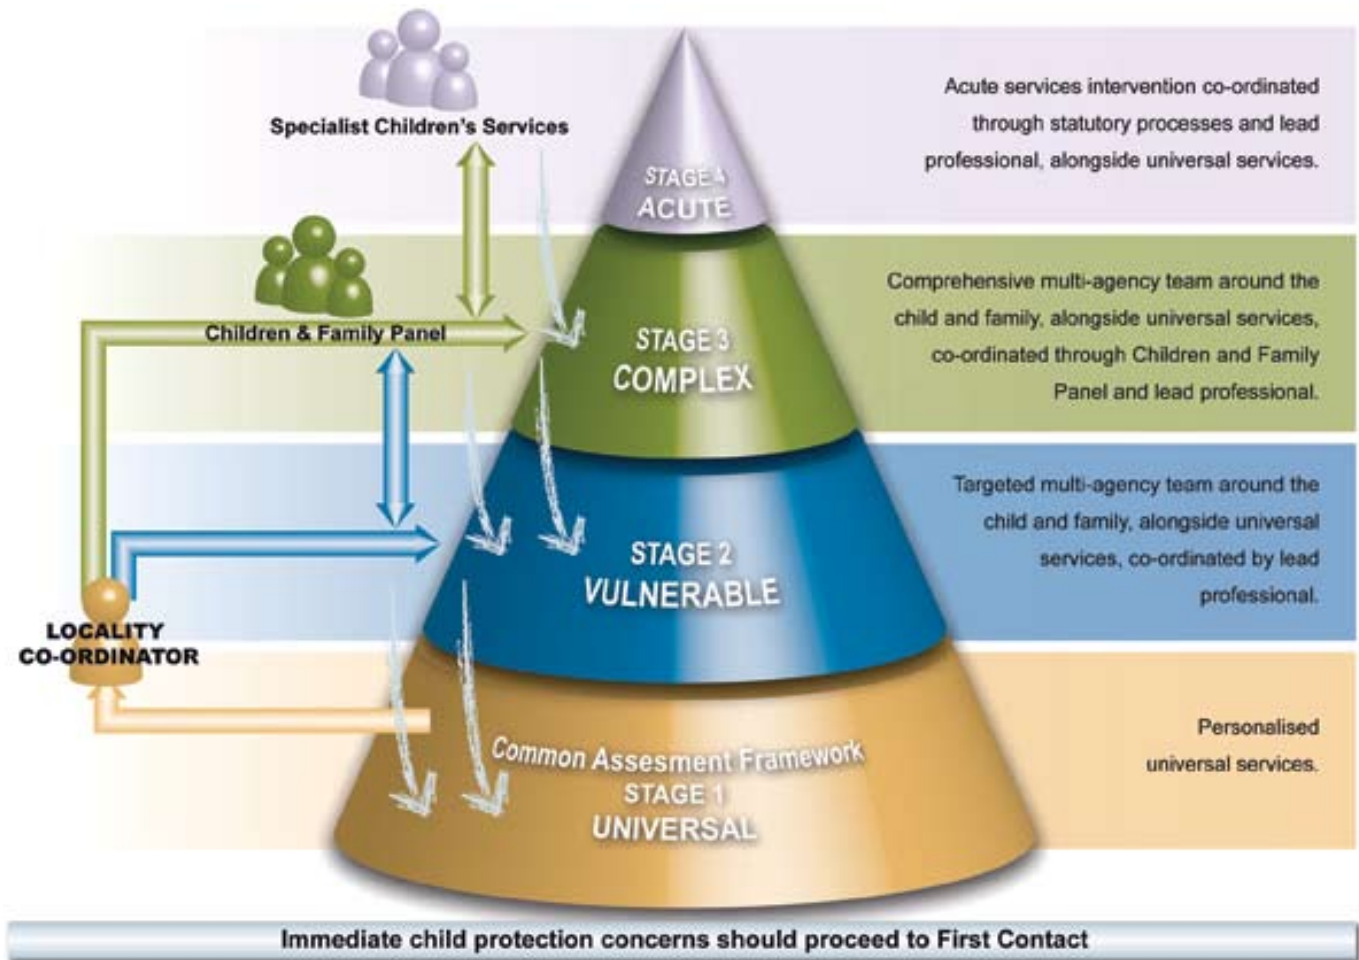 Specialist Children's Services
Acute services intervention co-ordinated
through statutory processes and lead
professional, alongside universal services.
STAGE 4
ACUTE
Children & Family Panel
STAGE 3
COMPLEX
Comprehensive multi-agency team around the
child and family, alongside universal services,
co-ordinated through Children and Family
Panel and lead professional.
STAGE 2
VULNERABLE
Targeted multi-agency team around the
child and family, alongside universal
services, co-ordinated by lead
professional.
LOCALITY
CO-ORDINATOR
Common Assesment Framework
STAGE 1
UNIVERSAL
Personalised
universal services.
Immediate child protection concerns should proceed to First Contact